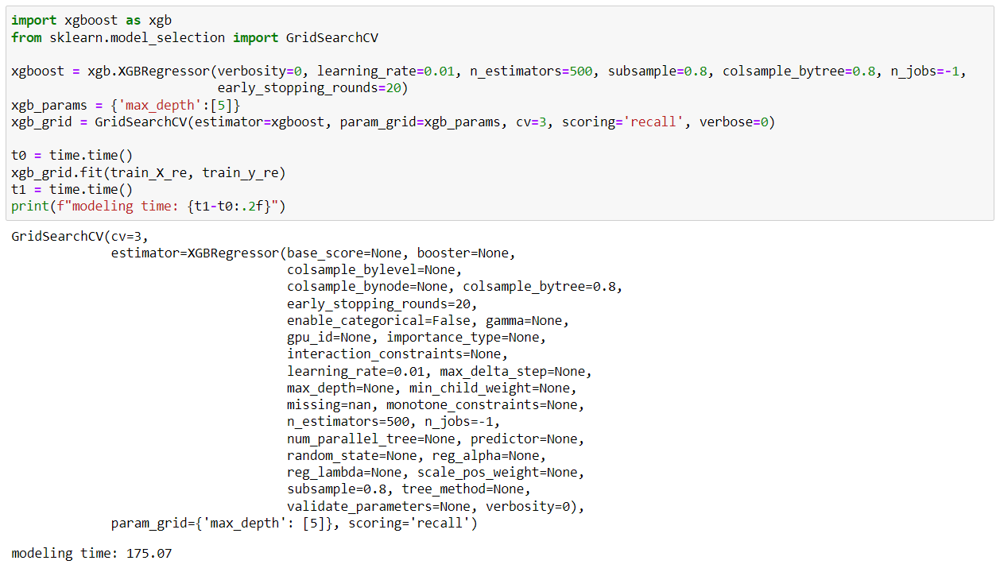 import xgboost as xgb
from sklearn.model_selection import GridSearchCV

xgboost = xgb.XGBRegressor(verbosity=0, learning_rate=0.01, n_estimators=500, subsample=0.8, colsample_bytree=0.8, n_jobs=-1,
                           early_stopping_rounds=20)
xgb_params = {'max_depth':[5]}
xgb_grid = GridSearchCV(estimator=xgboost, param_grid=xgb_params, cv=3, scoring='recall', verbose=0)

t0 = time.time()
xgb_grid.fit(train_X_re, train_y_re)
t1 = time.time()
print(f"modeling time: {t1-t0:.2f}")
GridSearchCV(cv=3,
             estimator=XGBRegressor(base_score=None, booster=None,
                                    colsample_bylevel=None,
                                    colsample_bynode=None, colsample_bytree=0.8,
                                    early_stopping_rounds=20,
                                    enable_categorical=False, gamma=None,
                                    gpu_id=None, importance_type=None,
                                    interaction_constraints=None,
                                    learning_rate=0.01, max_delta_step=None,
                                    max_depth=None, min_child_weight=None,
                                    missing=nan, monotone_constraints=None,
                                    n_estimators=500, n_jobs=-1,
                                    num_parallel_tree=None, predictor=None,
                                    random_state=None, reg_alpha=None,
                                    reg_lambda=None, scale_pos_weight=None,
                                    subsample=0.8, tree_method=None,
                                    validate_parameters=None, verbosity=0),
             param_grid={'max_depth': [5]}, scoring='recall')
modeling time: 175.07